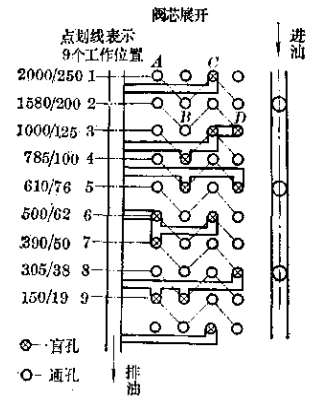 阀芯展开
点划线表示
9个工作位置
进油
A C
2000/250 1
1580/200 2
B D
1000/125 3
785/100 4
610/76 5
500/62 6
390/50 7
305/38 8
150/19 9
⊗—盲孔
○—通孔
排油